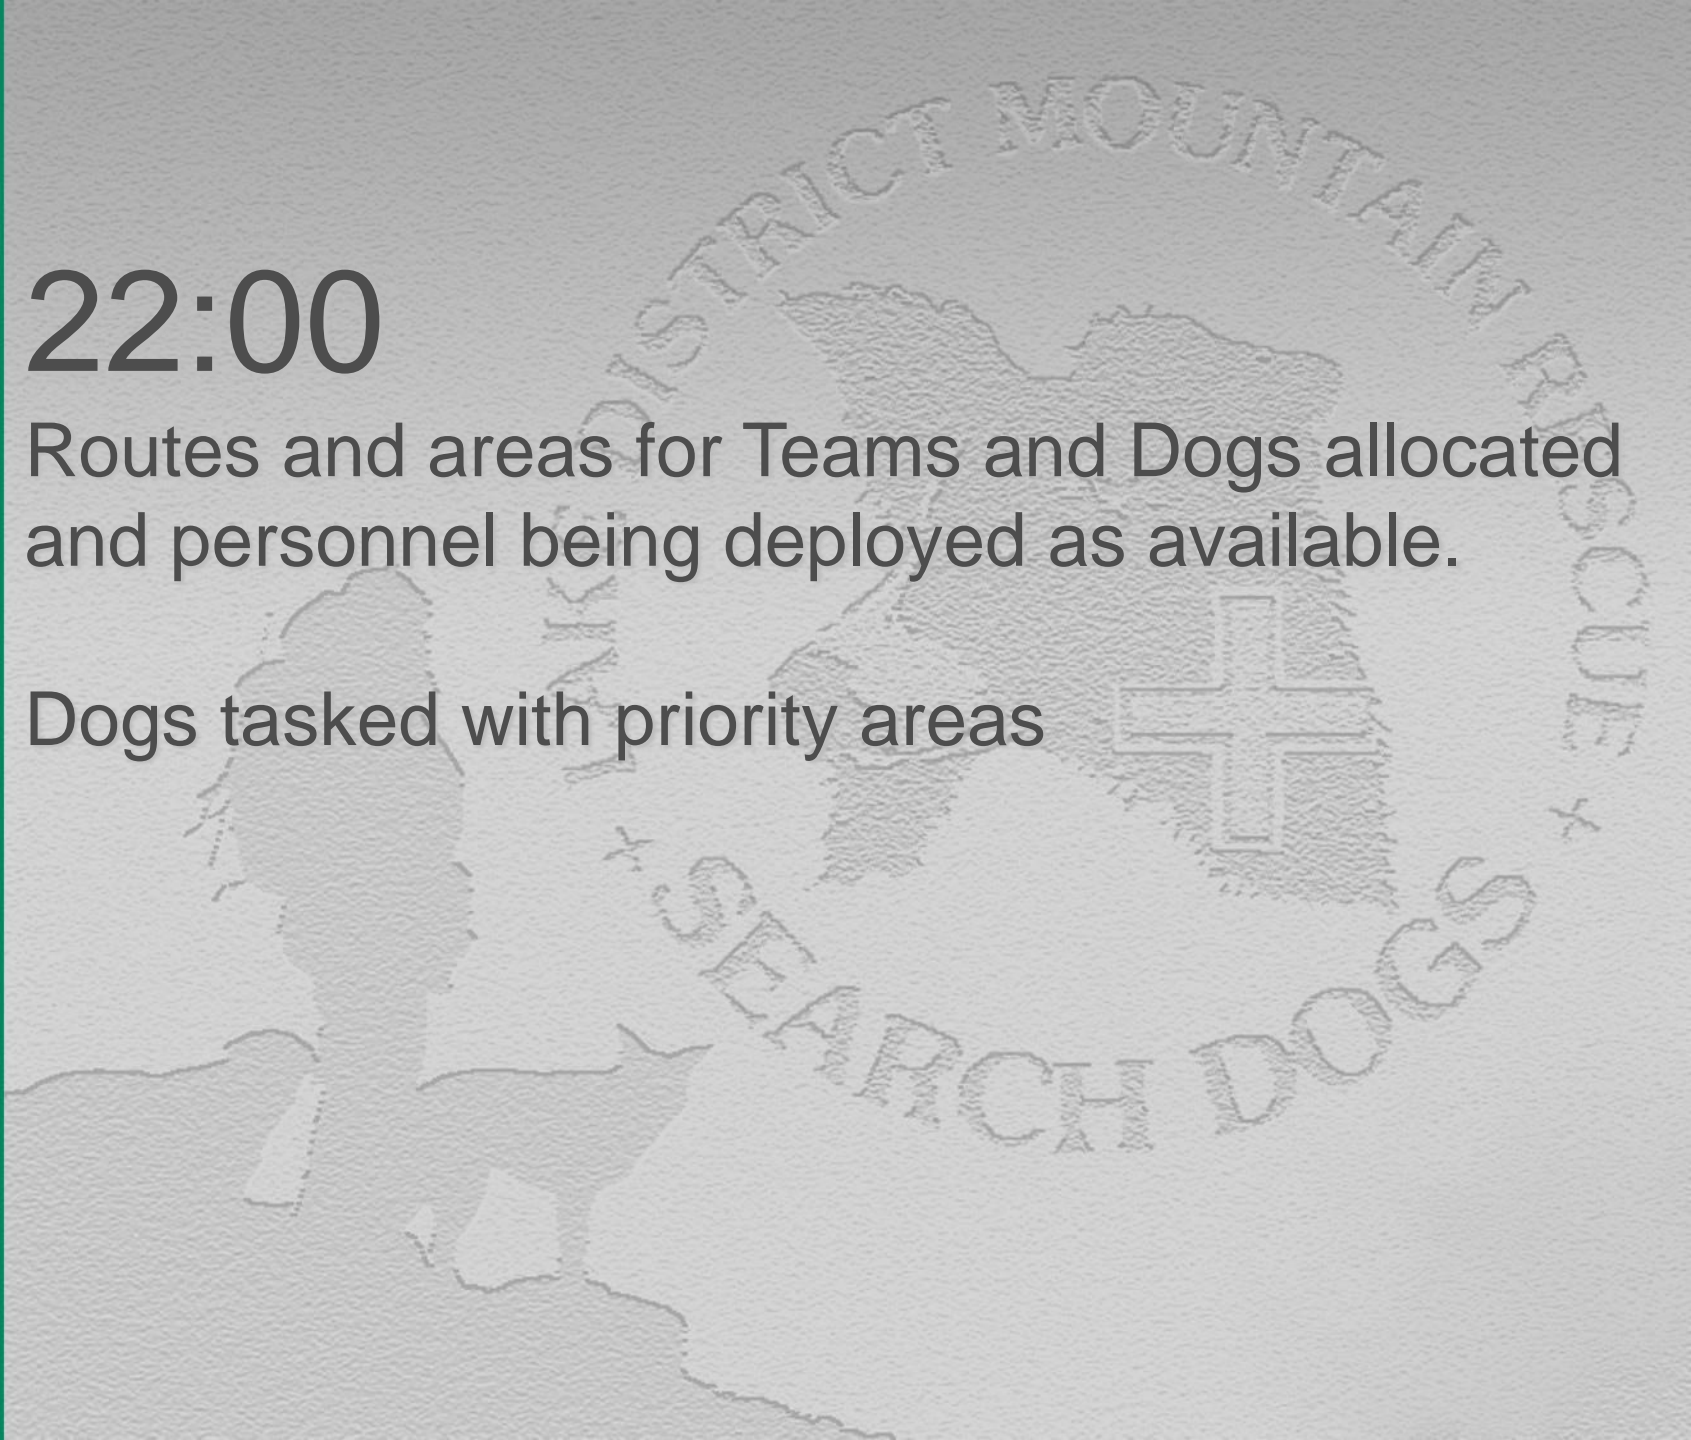 LAKE DISTRICT MOUNTAIN RESCUE
22:00
Routes and areas for Teams and Dogs allocated
and personnel being deployed as available.
Dogs tasked with priority areas
SEARCH DOGS